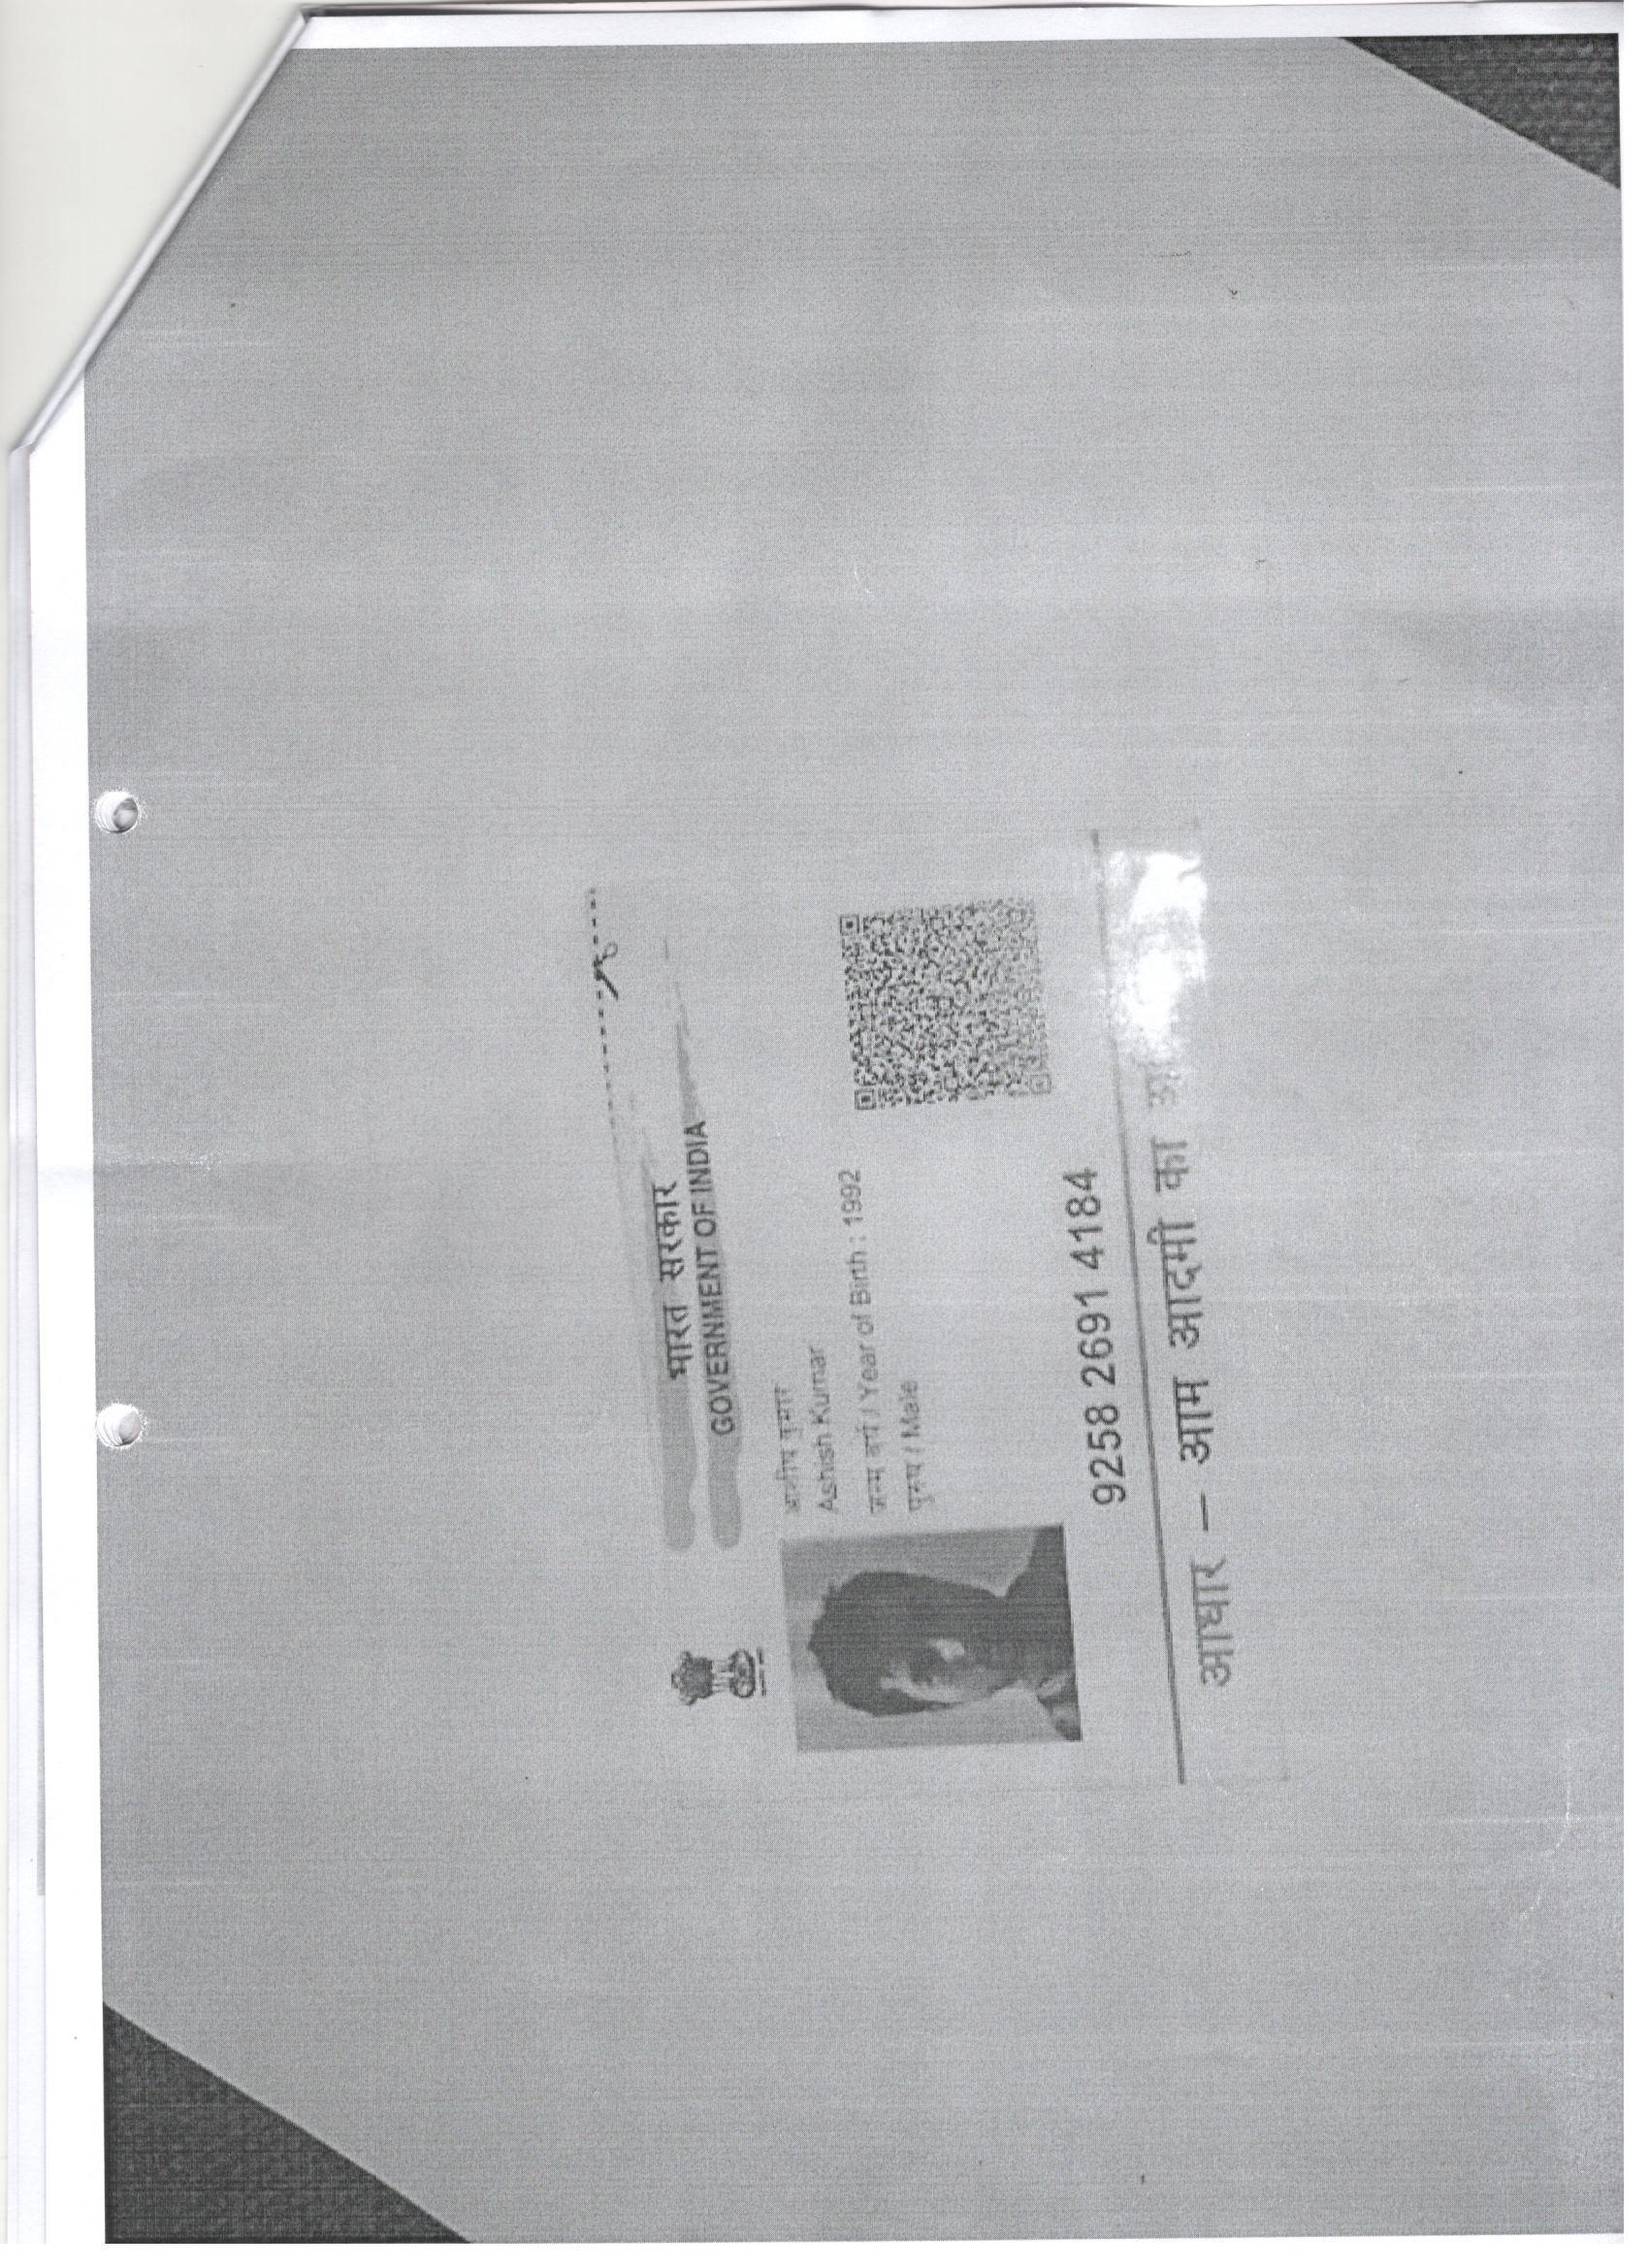 भारत सरकार
GOVERNMENT OF INDIA
आशीष कुमार
Ashish Kumar
जन्म वर्ष / Year of Birth : 1992
पुरुष / Male
9258 2691 4184
आधार – आम आदमी का